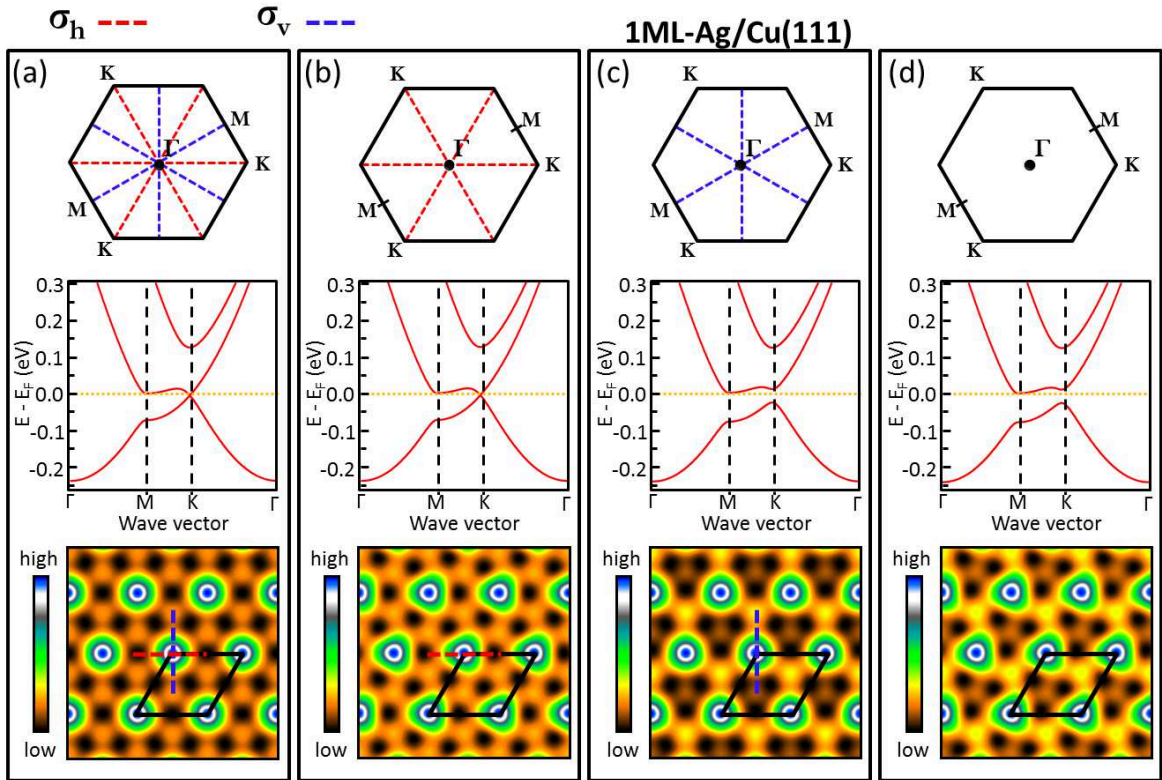 σh σv 1ML-Ag/Cu(111)
(a) (b) (c) (d)
K K K K
M M M M
Γ Γ Γ Γ
K K K K
M M M M
K K K K
0.3 0.3 0.3 0.3
0.2 0.2 0.2 0.2
0.1 0.1 0.1 0.1
0.0 0.0 0.0 0.0
-0.1 -0.1 -0.1 -0.1
-0.2 -0.2 -0.2 -0.2
E - EF (eV) E - EF (eV) E - EF (eV) E - EF (eV)
Γ M K Γ Γ M K Γ Γ M K Γ Γ M K Γ
Wave vector Wave vector Wave vector Wave vector
high high high high
low low low low